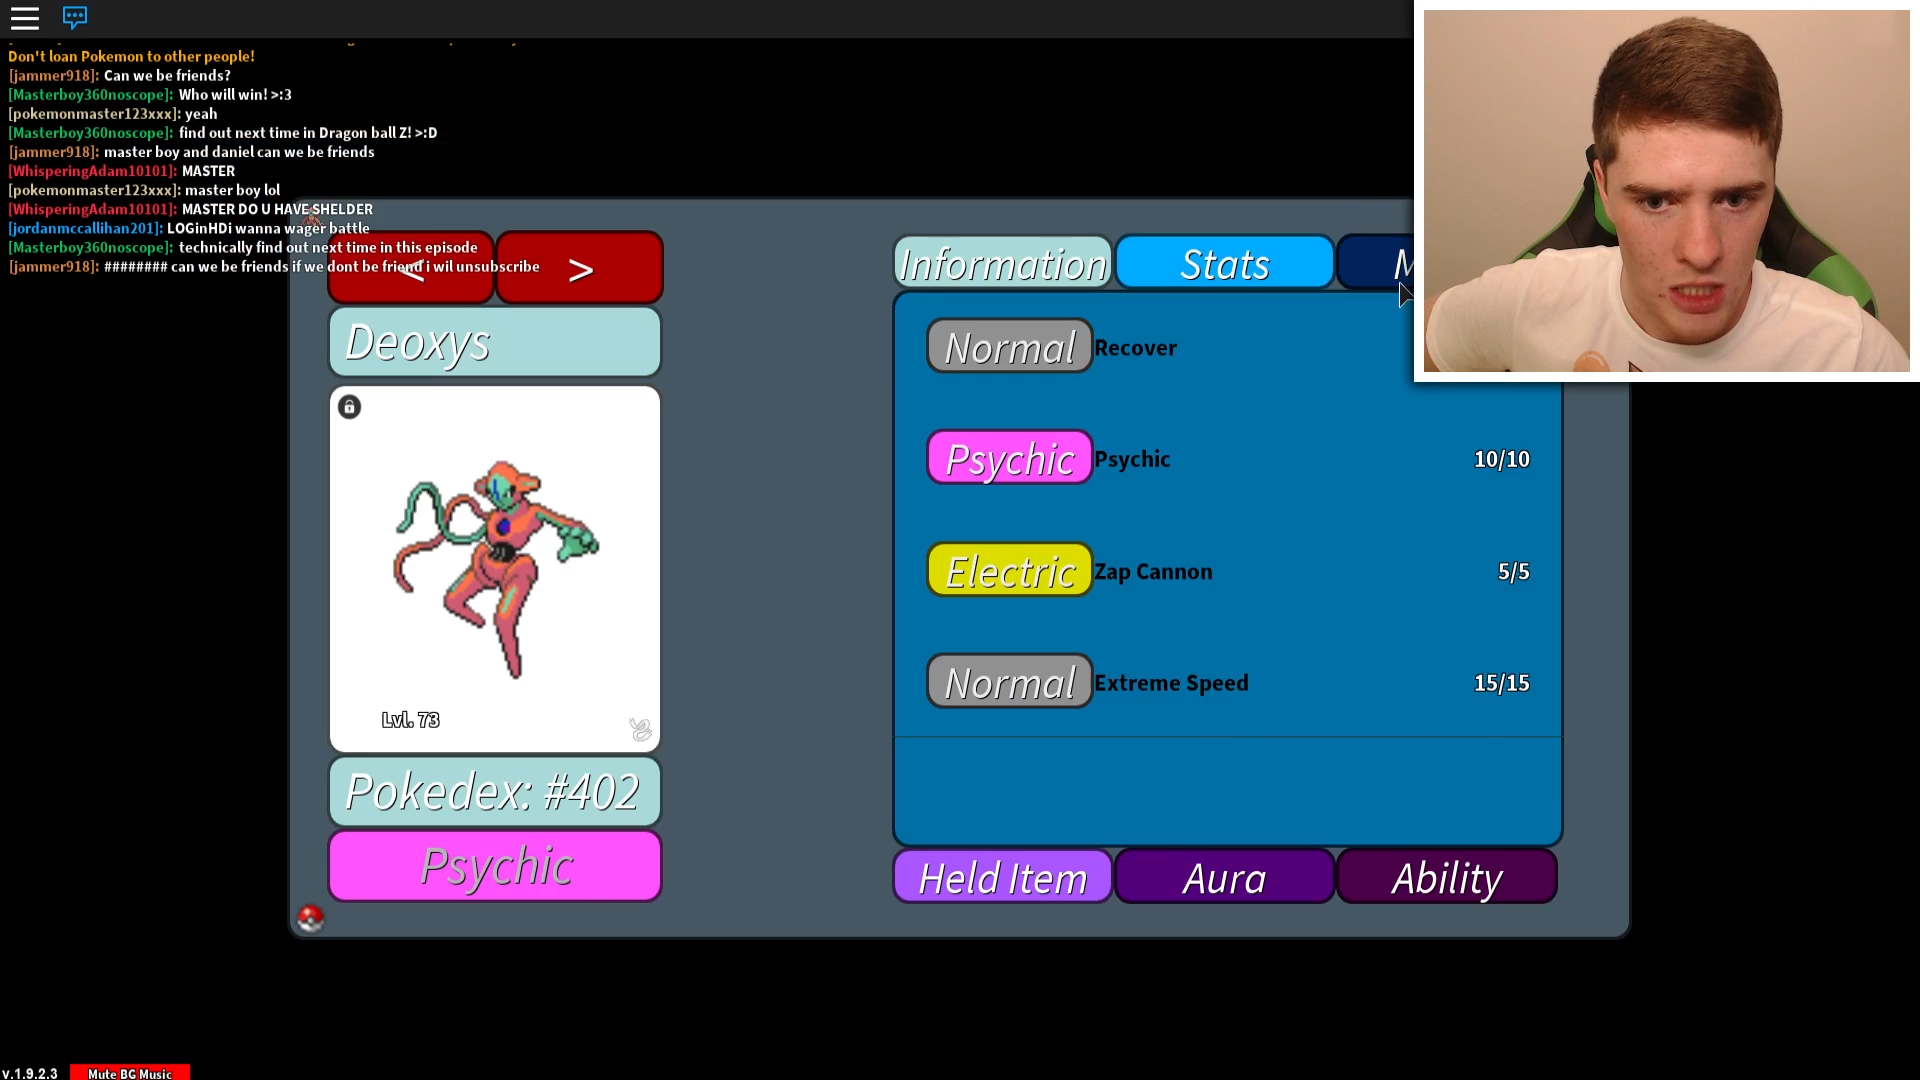 Don't loan Pokemon to other people!
[jammer918]: Can we be friends?
[Masterboy360noscope]: Who will win! >:3
[pokemonmaster123xxx]: yeah
[Masterboy360noscope]: find out next time in Dragon ball Z! >:D
[jammer918]: master boy and daniel can we be friends
[WhisperingAdam10101]: MASTER
[pokemonmaster123xxx]: master boy lol
[WhisperingAdam10101]: MASTER DO U HAVE SHELDER
[jordanmccallihan201]: LOGinHDi wanna wager battle
[Masterboy360noscope]: technically find out next time in this episode
[jammer918]: ######## can we be friends if we dont be friend i wil unsubscribe
< >
Deoxys
Lvl. 73
Pokedex: #402
Psychic
Information Stats
Normal Recover
Psychic Psychic 10/10
Electric Zap Cannon 5/5
Normal Extreme Speed 15/15
Held Item Aura Ability
v.1.9.2.3 Mute BG Music